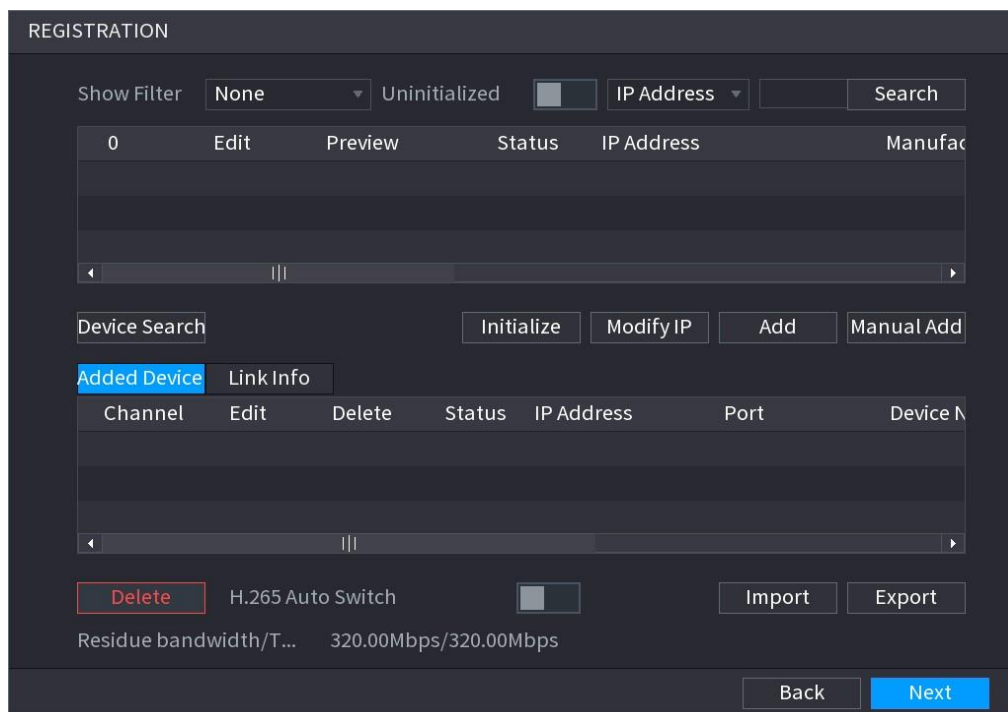 REGISTRATION
Show Filter None Uninitialized IP Address Search
0 Edit Preview Status IP Address Manufac
Device Search Initialize Modify IP Add Manual Add
Added Device Link Info
Channel Edit Delete Status IP Address Port Device N
Delete H.265 Auto Switch Import Export
Residue bandwidth/T... 320.00Mbps/320.00Mbps
Back Next